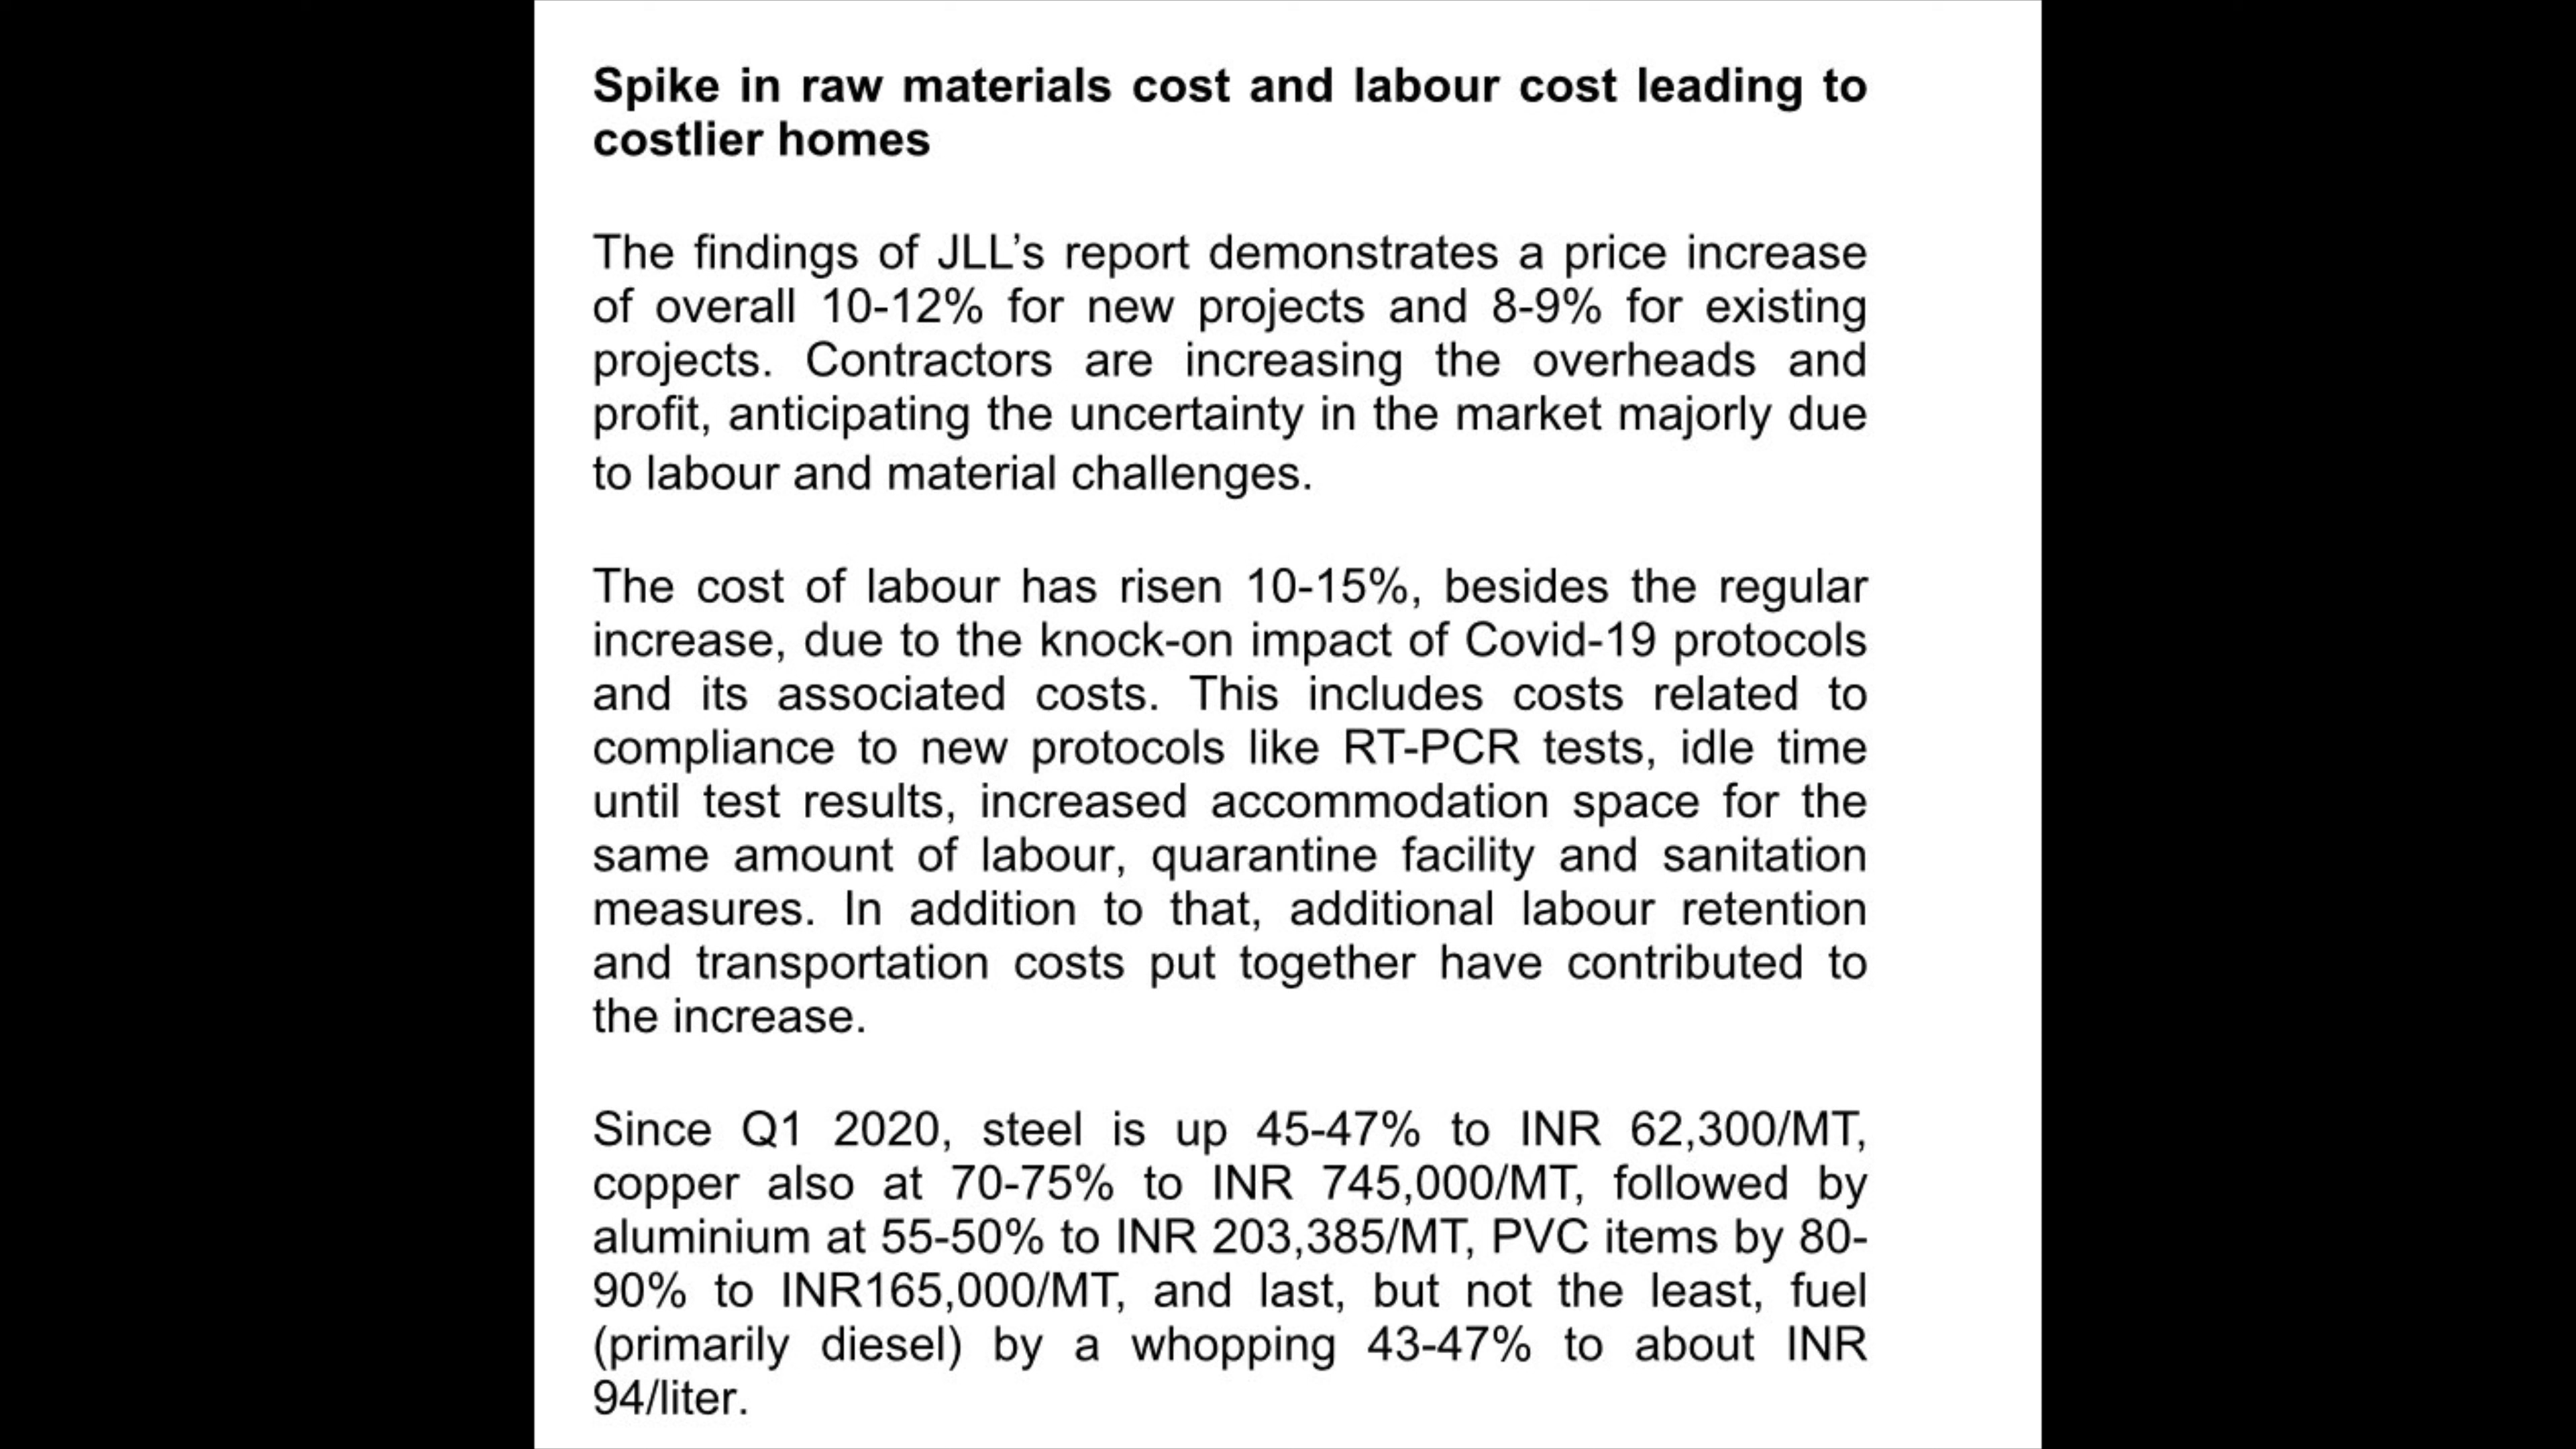 Spike in raw materials cost and labour cost leading to
costlier homes
The findings of JLL’s report demonstrates a price increase
of overall 10-12% for new projects and 8-9% for existing
projects. Contractors are increasing the overheads and
profit, anticipating the uncertainty in the market majorly due
to labour and material challenges.
The cost of labour has risen 10-15%, besides the regular
increase, due to the knock-on impact of Covid-19 protocols
and its associated costs. This includes costs related to
compliance to new protocols like RT-PCR tests, idle time
until test results, increased accommodation space for the
same amount of labour, quarantine facility and sanitation
measures. In addition to that, additional labour retention
and transportation costs put together have contributed to
the increase.
Since Q1 2020, steel is up 45-47% to INR 62,300/MT,
copper also at 70-75% to INR 745,000/MT, followed by
aluminium at 55-50% to INR 203,385/MT, PVC items by 80-
90% to INR165,000/MT, and last, but not the least, fuel
(primarily diesel) by a whopping 43-47% to about INR
94/liter.